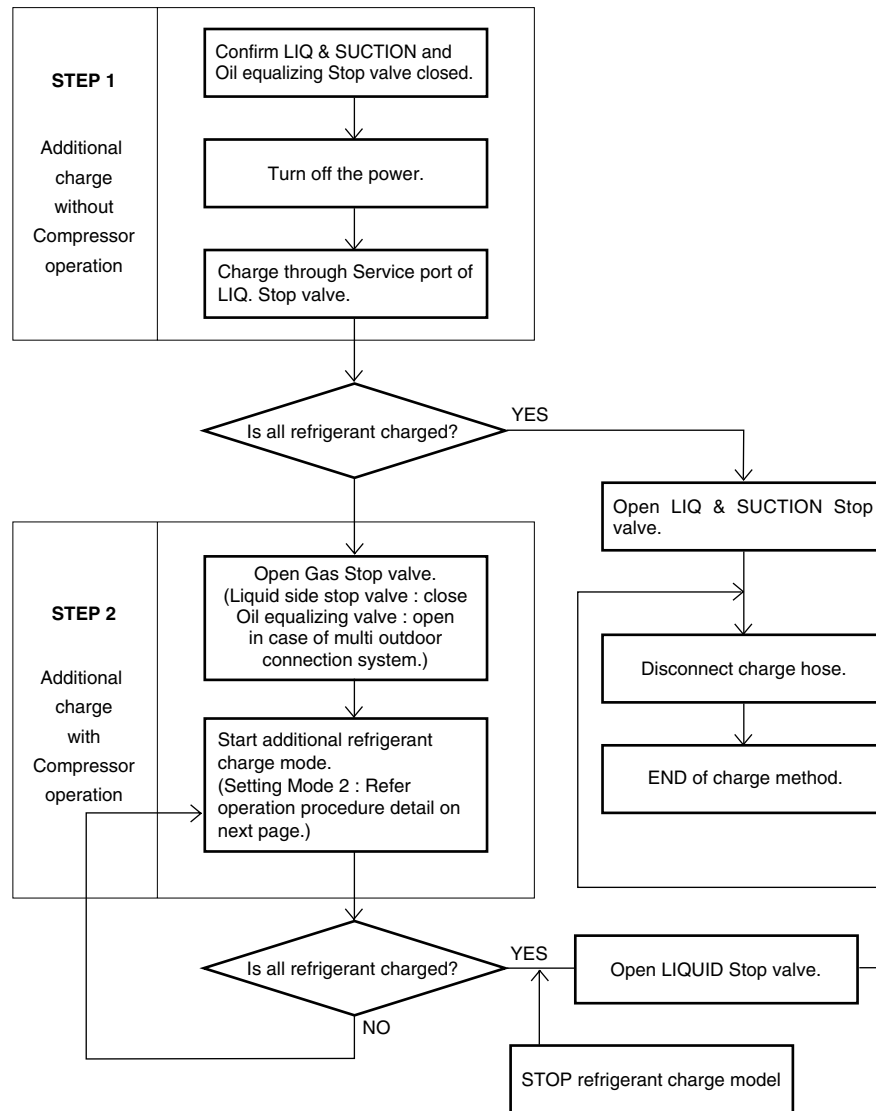 STEP 1
Additional
charge
without
Compressor
operation
Confirm LIQ & SUCTION and
Oil equalizing Stop valve closed.
Turn off the power.
Charge through Service port of
LIQ. Stop valve.
Is all refrigerant charged?
YES
Open LIQ & SUCTION Stop
valve.
Disconnect charge hose.
END of charge method.
STEP 2
Additional
charge
with
Compressor
operation
Open Gas Stop valve.
(Liquid side stop valve : close
Oil equalizing valve : open
in case of multi outdoor
connection system.)
Start additional refrigerant
charge mode.
(Setting Mode 2 : Refer
operation procedure detail on
next page.)
Is all refrigerant charged?
YES
NO
Open LIQUID Stop valve.
STOP refrigerant charge model